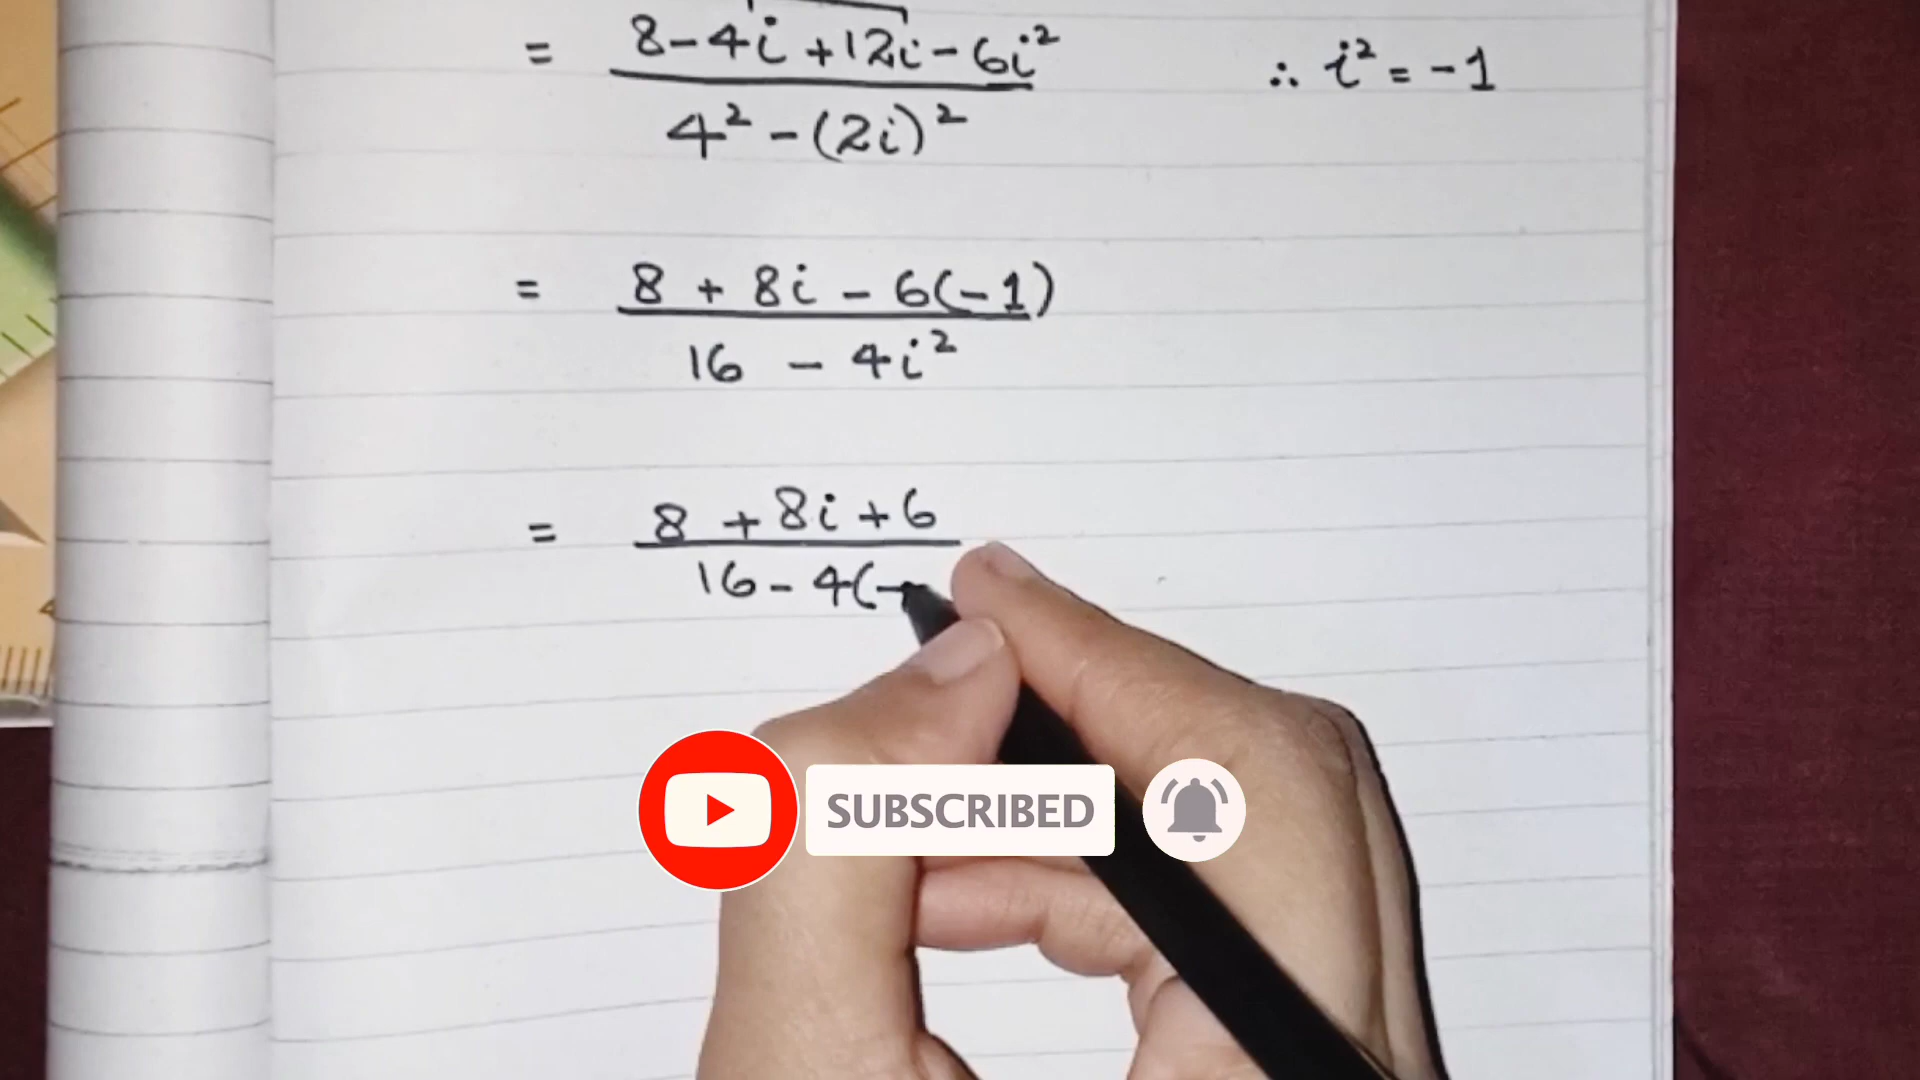 = 8-4i+12i-6i² ∴ i² = -1
4²-(2i)²
= 8 + 8i - 6(-1)
16 - 4i²
= 8 + 8i + 6
16 - 4(-
SUBSCRIBED